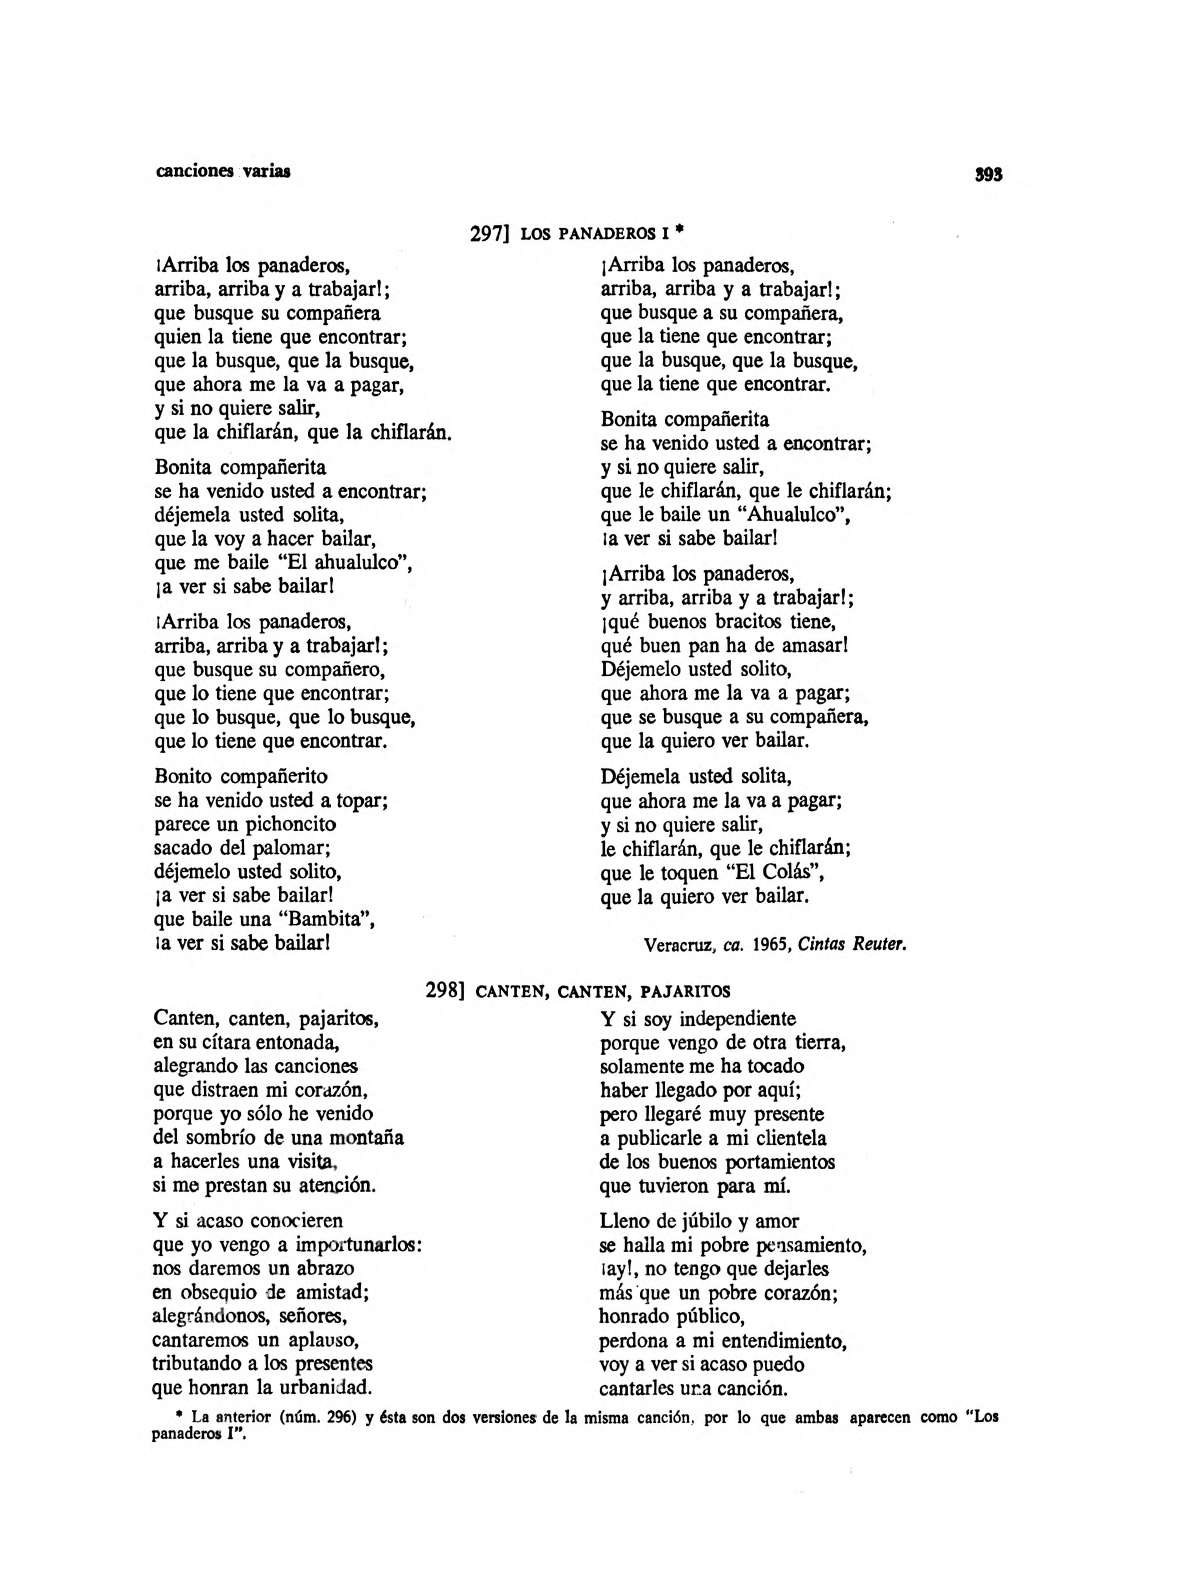 canciones varias
393
297] LOS PANADEROS I *
¡Arriba los panaderos,
arriba, arriba y a trabajar!;
que busque su compañera
quien la tiene que encontrar;
que la busque, que la busque,
que ahora me la va a pagar,
y si no quiere salir,
que la chiflarán, que la chiflarán.
Bonita compañerita
se ha venido usted a encontrar;
déjemela usted solita,
que la voy a hacer bailar,
que me baile “El ahualulco”,
¡a ver si sabe bailar!
¡Arriba los panaderos,
arriba, arriba y a trabajar!;
que busque su compañero,
que lo tiene que encontrar;
que lo busque, que lo busque,
que lo tiene que encontrar.
Bonito compañerito
se ha venido usted a topar;
parece un pichoncito
sacado del palomar;
déjemelo usted solito,
¡a ver si sabe bailar!
que baile una “Bambita”,
¡a ver si sabe bailar!
¡Arriba los panaderos,
arriba, arriba y a trabajar!;
que busque a su compañera,
que la tiene que encontrar;
que la busque, que la busque,
que la tiene que encontrar.
Bonita compañerita
se ha venido usted a encontrar;
y si no quiere salir,
que le chiflarán, que le chiflarán;
que le baile un “Ahualulco”,
¡a ver si sabe bailar!
¡Arriba los panaderos,
y arriba, arriba y a trabajar!;
¡qué buenos bracitos tiene,
qué buen pan ha de amasar!
Déjemelo usted solito,
que ahora me la va a pagar;
que se busque a su compañera,
que la quiero ver bailar.
Déjemela usted solita,
que ahora me la va a pagar;
y si no quiere salir,
le chiflarán, que le chiflarán;
que le toquen “El Colás”,
que la quiero ver bailar.
Veracruz, ca. 1965, Cintas Reuter.
298] CANTEN, CANTEN, PAJARITOS
Canten, canten, pajaritos,
en su cítara entonada,
alegrando las canciones
que distraen mi corazón,
porque yo sólo he venido
del sombrío de una montaña
a hacerles una visita,
si me prestan su atención.
Y si acaso conocieren
que yo vengo a importunarlos:
nos daremos un abrazo
en obsequio de amistad;
alegrándonos, señores,
cantaremos un aplauso,
tributando a los presentes
que honran la urbanidad.
Y si soy independiente
porque vengo de otra tierra,
solamente me ha tocado
haber llegado por aquí;
pero llegaré muy presente
a publicarle a mi clientela
de los buenos portamientos
que tuvieron para mí.
Lleno de júbilo y amor
se halla mi pobre pensamiento,
¡ay!, no tengo que dejarles
más que un pobre corazón;
honrado público,
perdona a mi entendimiento,
voy a ver si acaso puedo
cantarles una canción.
* La anterior (núm. 296) y ésta son dos versiones de la misma canción, por lo que ambas aparecen como “Los
panaderos I”.